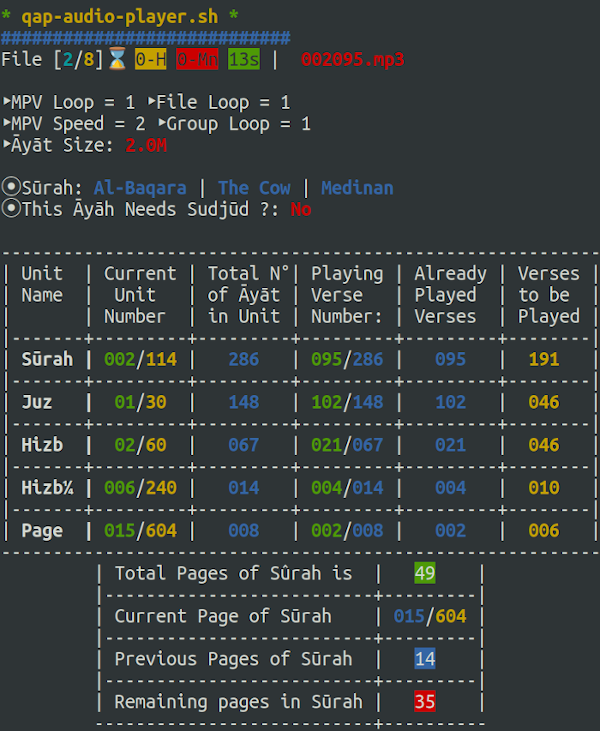 * qap-audio-player.sh *
###########################
File [2/8]⌛ 0-H 0-Mn 13s | 002095.mp3
‣MPV Loop = 1 ‣File Loop = 1
‣MPV Speed = 2 ‣Group Loop = 1
‣Āyāt Size: 2.0M
⦿Sūrah: Al-Baqara | The Cow | Medinan
⦿This Āyāh Needs Sudjūd ?: No
---------------------------------------------------------
| Unit | Current | Total N°| Playing | Already | Verses |
| Name | Unit | of Āyāt | Verse | Played | to be |
| | Number | in Unit | Number: | Verses | Played |
|-------+---------+---------+---------+---------+-------|
| Sūrah | 002/114 | 286 | 095/286 | 095 | 191 |
|-------+---------+---------+---------+---------+-------|
| Juz | 01/30 | 148 | 102/148 | 102 | 046 |
|-------+---------+---------+---------+---------+-------|
| Hizb | 02/60 | 067 | 021/067 | 021 | 046 |
|-------+---------+---------+---------+---------+-------|
| Hizb¼ | 006/240 | 014 | 004/014 | 004 | 010 |
|-------+---------+---------+---------+---------+-------|
| Page | 015/604 | 008 | 002/008 | 002 | 006 |
---------------------------------------------------------
| Total Pages of Sûrah is | 49 |
|--------------------------+---------|
| Current Page of Sūrah | 015/604 |
|--------------------------+---------|
| Previous Pages of Sūrah | 14 |
|--------------------------+---------|
| Remaining pages in Sūrah | 35 |
---------------------------+----------